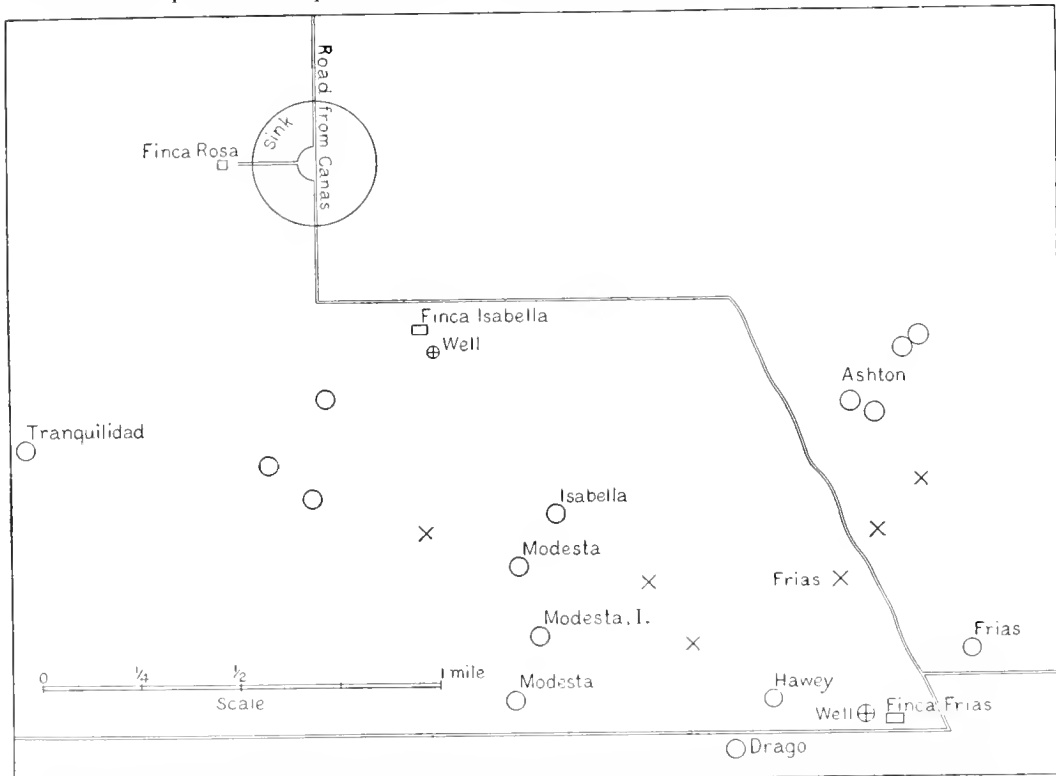 Road from Canas
Sink
Finca Rosa
Finca Isabella
Well
Ashton
Tranquilidad
Isabella
Modesta
Frias
Modesta, I.
Frias
0 1/4 1/2 1 mile
Scale
Modesta
Hawey
Well
Finca Frias
Drago